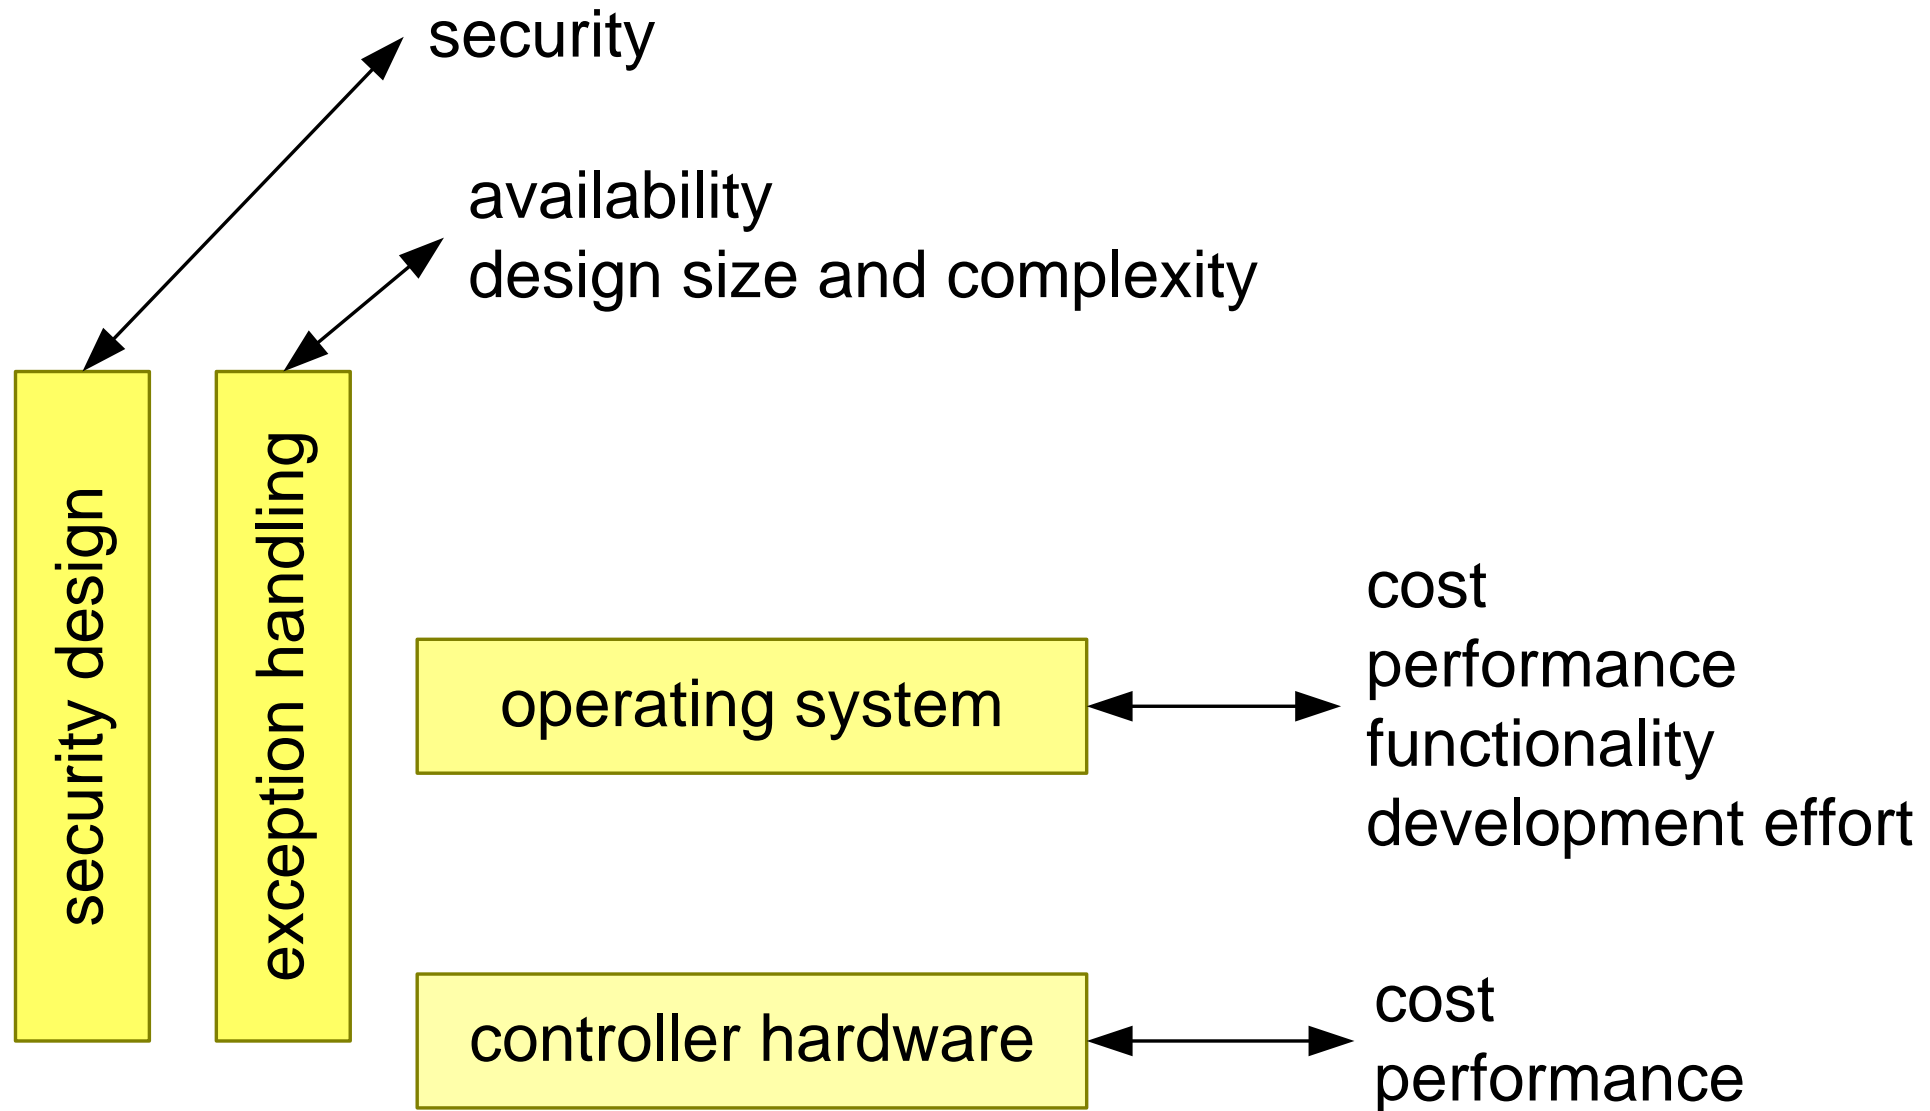 security
availability
design size and complexity
security design
exception handling
operating system
cost
performance
functionality
development effort
controller hardware
cost
performance